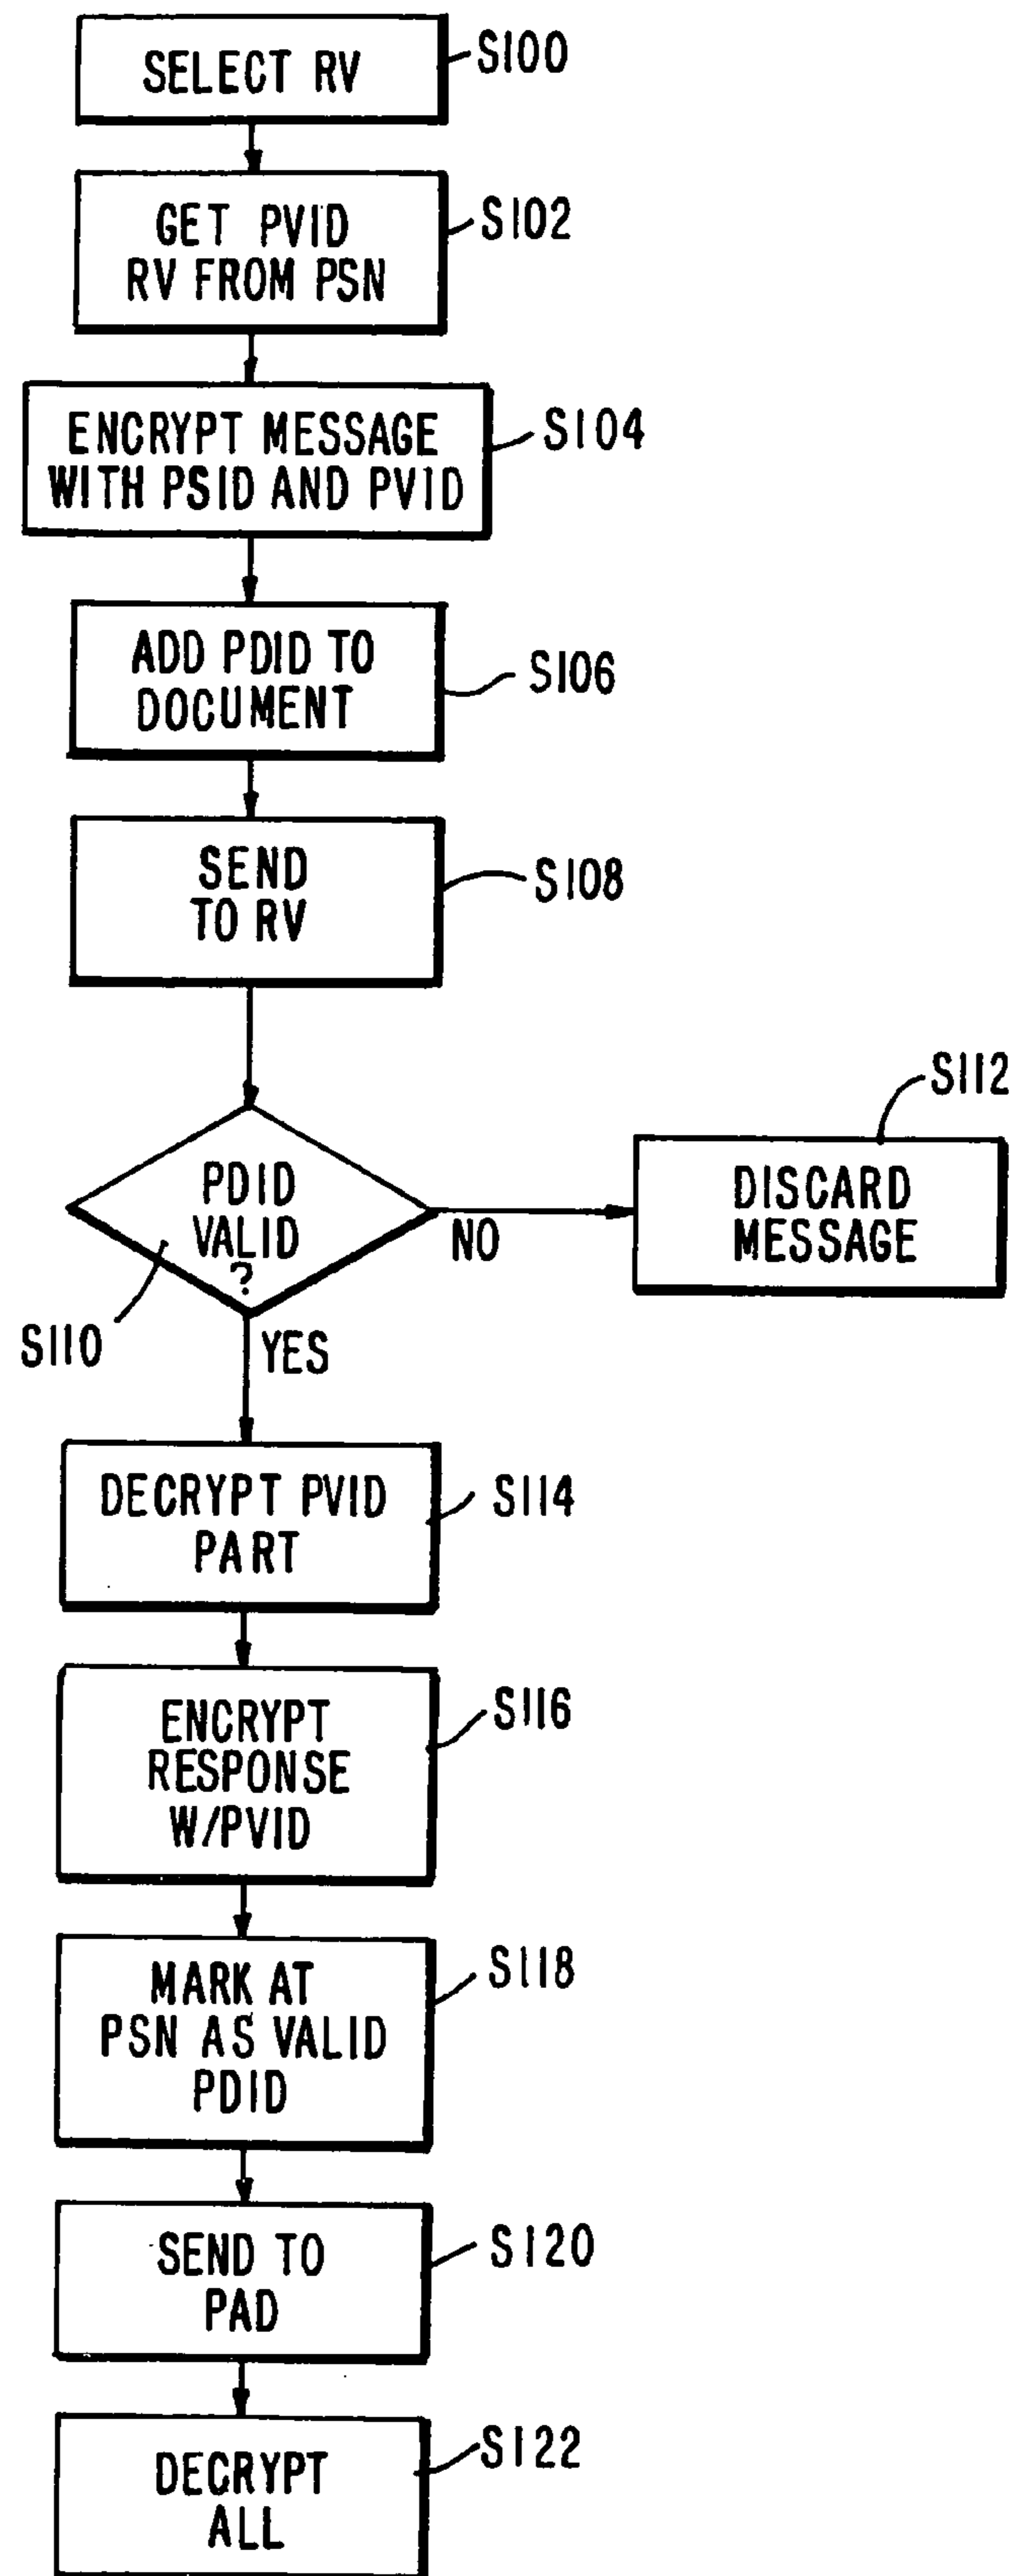 SELECT RV
S100
GET PVID
RV FROM PSN
S102
ENCRYPT MESSAGE
WITH PSID AND PVID
S104
ADD PDID TO
DOCUMENT
S106
SEND
TO RV
S108
PDID
VALID
?
S110
NO
YES
S112
DISCARD
MESSAGE
DECRYPT PVID
PART
S114
ENCRYPT
RESPONSE
W/PVID
S116
MARK AT
PSN AS VALID
PDID
S118
SEND TO
PAD
S120
DECRYPT
ALL
S122